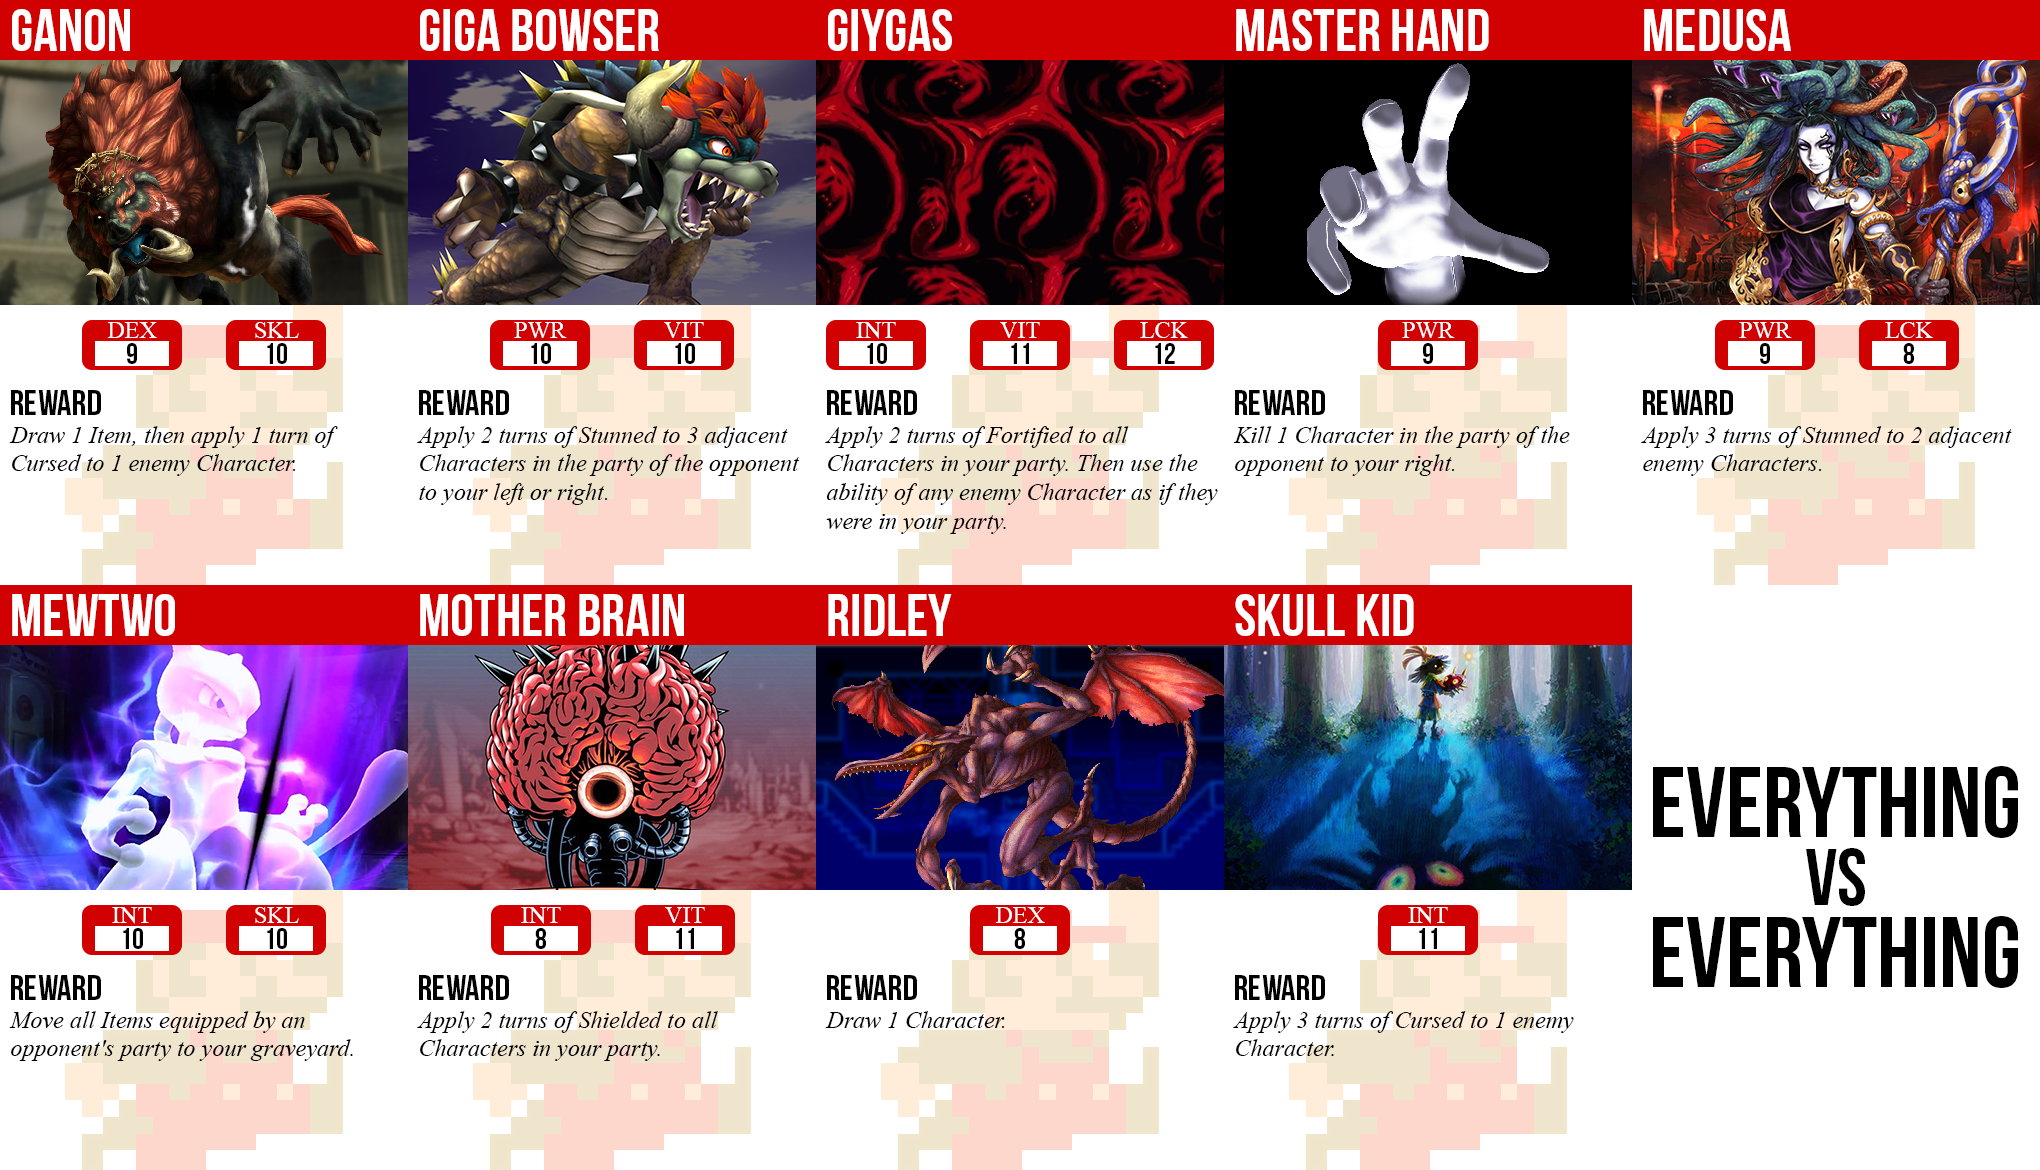 GANON
DEX
9
SKL
10
REWARD
Draw 1 Item, then apply 1 turn of
Cursed to 1 enemy Character.
GIGA BOWSER
PWR
10
VIT
10
REWARD
Apply 2 turns of Stunned to 3 adjacent
Characters in the party of the opponent
to your left or right.
GIYGAS
INT
10
VIT
11
LCK
12
REWARD
Apply 2 turns of Fortified to all
Characters in your party. Then use the
ability of any enemy Character as if they
were in your party.
MASTER HAND
PWR
9
REWARD
Kill 1 Character in the party of the
opponent to your right.
MEDUSA
PWR
9
LCK
8
REWARD
Apply 3 turns of Stunned to 2 adjacent
enemy Characters.
MEWTWO
INT
10
SKL
10
REWARD
Move all Items equipped by an
opponent's party to your graveyard.
MOTHER BRAIN
INT
8
VIT
11
REWARD
Apply 2 turns of Shielded to all
Characters in your party.
RIDLEY
DEX
8
REWARD
Draw 1 Character.
SKULL KID
INT
11
REWARD
Apply 3 turns of Cursed to 1 enemy
Character.
EVERYTHING
VS
EVERYTHING